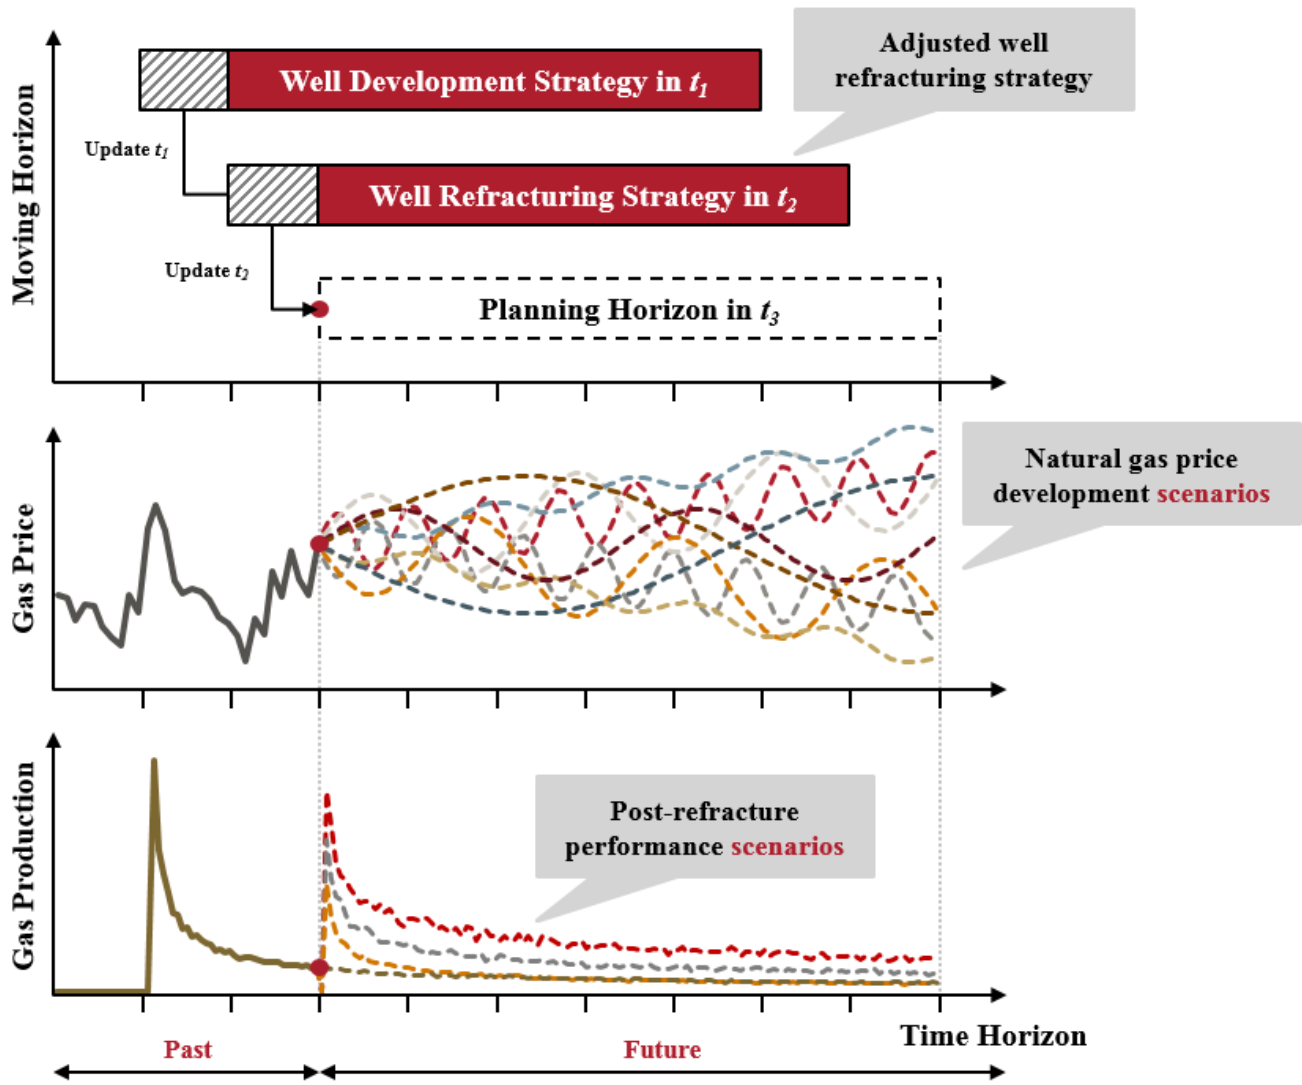 Moving Horizon
Well Development Strategy in t1
Adjusted well
refracturing strategy
Update t1
Well Refracturing Strategy in t2
Update t2
Planning Horizon in t3
Gas Price
Natural gas price
development scenarios
Gas Production
Post-refracture
performance scenarios
Time Horizon
Past
Future